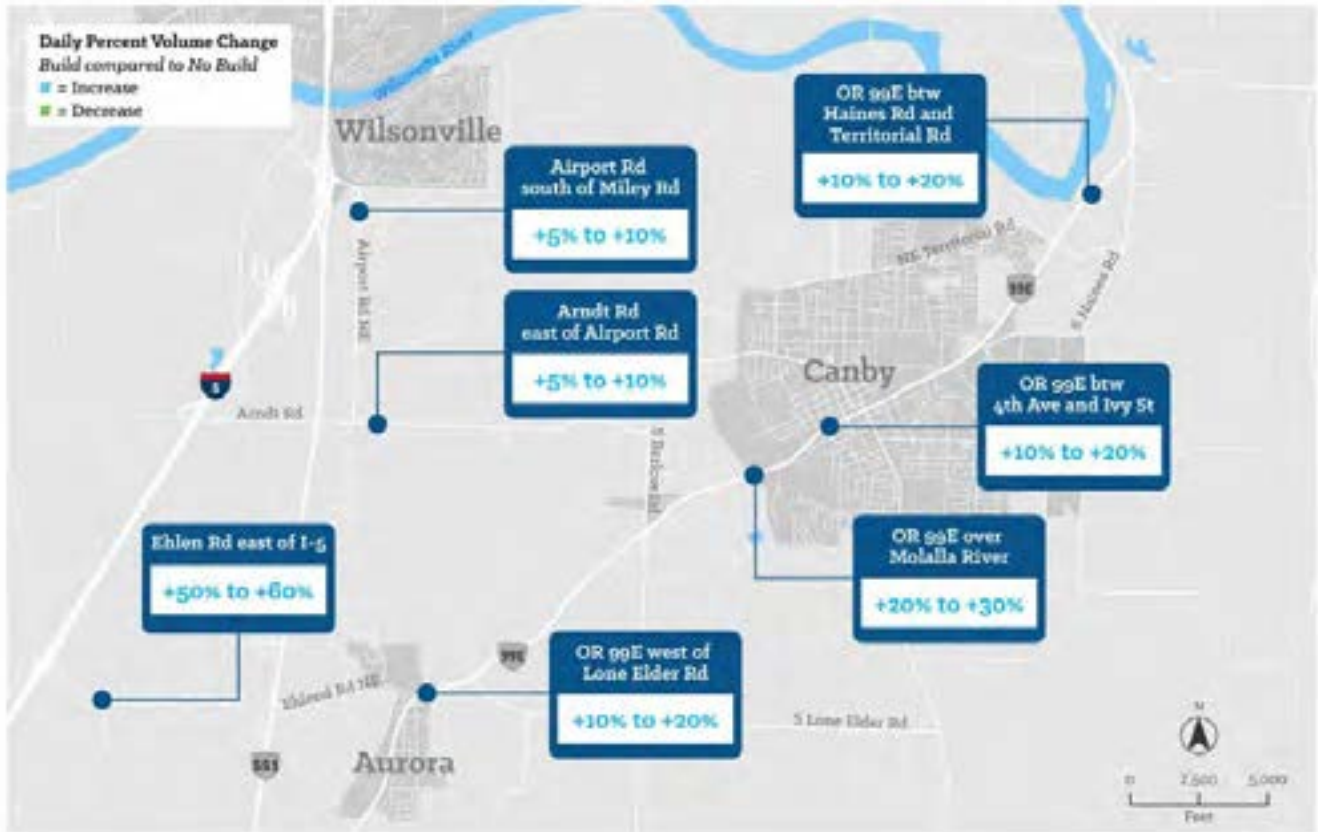 Daily Percent Volume Change
Build compared to No Build
# = Increase
# = Decrease
Willamette River
Wilsonville
Airport Rd
south of Miley Rd
+5% to +10%
OR 99E btw
Haines Rd and
Territorial Rd
+10% to +20%
Airport Rd NE
NE Territorial Rd
99E
S Haines Rd
Arndt Rd
east of Airport Rd
+5% to +10%
5
Arndt Rd
Canby
OR 99E btw
4th Ave and Ivy St
+10% to +20%
S Barlow Rd
Ehlen Rd east of I-5
+50% to +60%
OR 99E over
Molalla River
+20% to +30%
99E
OR 99E west of
Lone Elder Rd
+10% to +20%
Rd NE
S Lone Elder Rd
551
Aurora
N
0 2,500 5,000
Feet